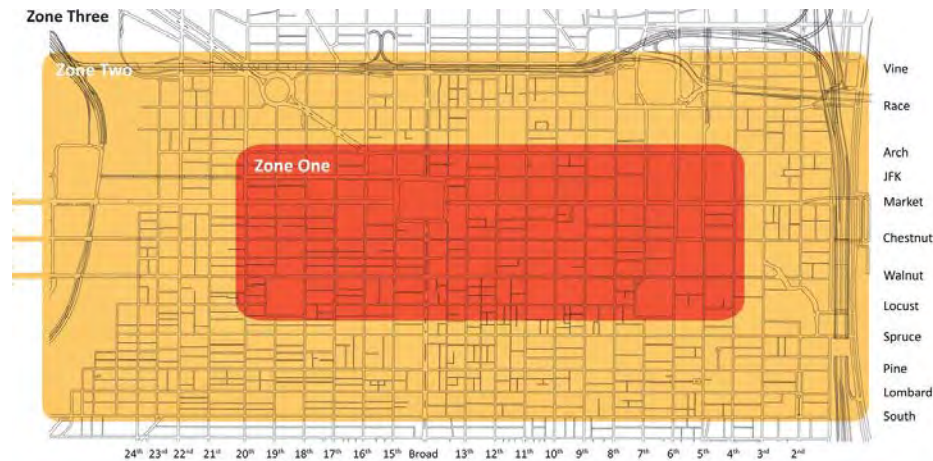 Zone Three
Zone Two
Vine
Race
Arch
Zone One
JFK
Market
Chestnut
Walnut
Locust
Spruce
Pine
Lombard
South
24th 23rd 22nd 21st 20th 19th 18th 17th 16th 15th Broad 13th 12th 11th 10th 9th 8th 7th 6th 5th 4th 3rd 2nd